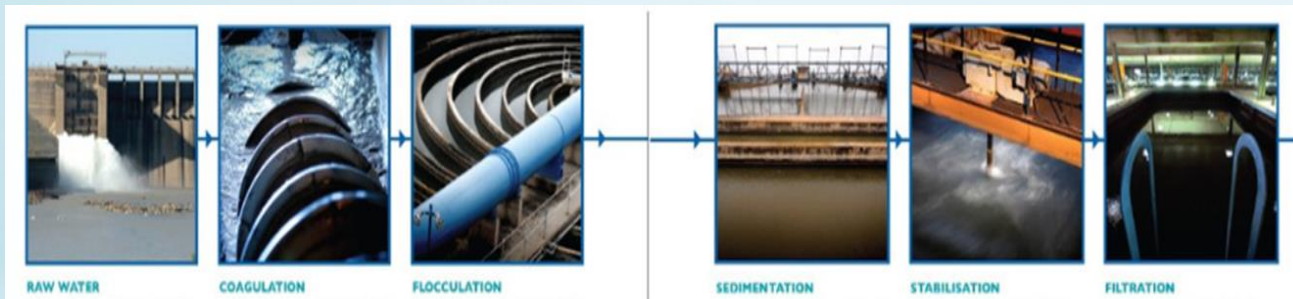 RAW WATER
COAGULATION
FLOCCULATION
SEDIMENTATION
STABILISATION
FILTRATION